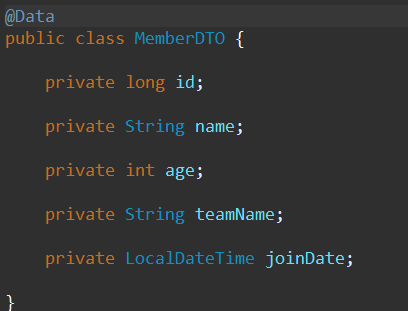 @Data
public class MemberDTO {
private long id;
private String name;
private int age;
private String teamName;
private LocalDateTime joinDate;
}